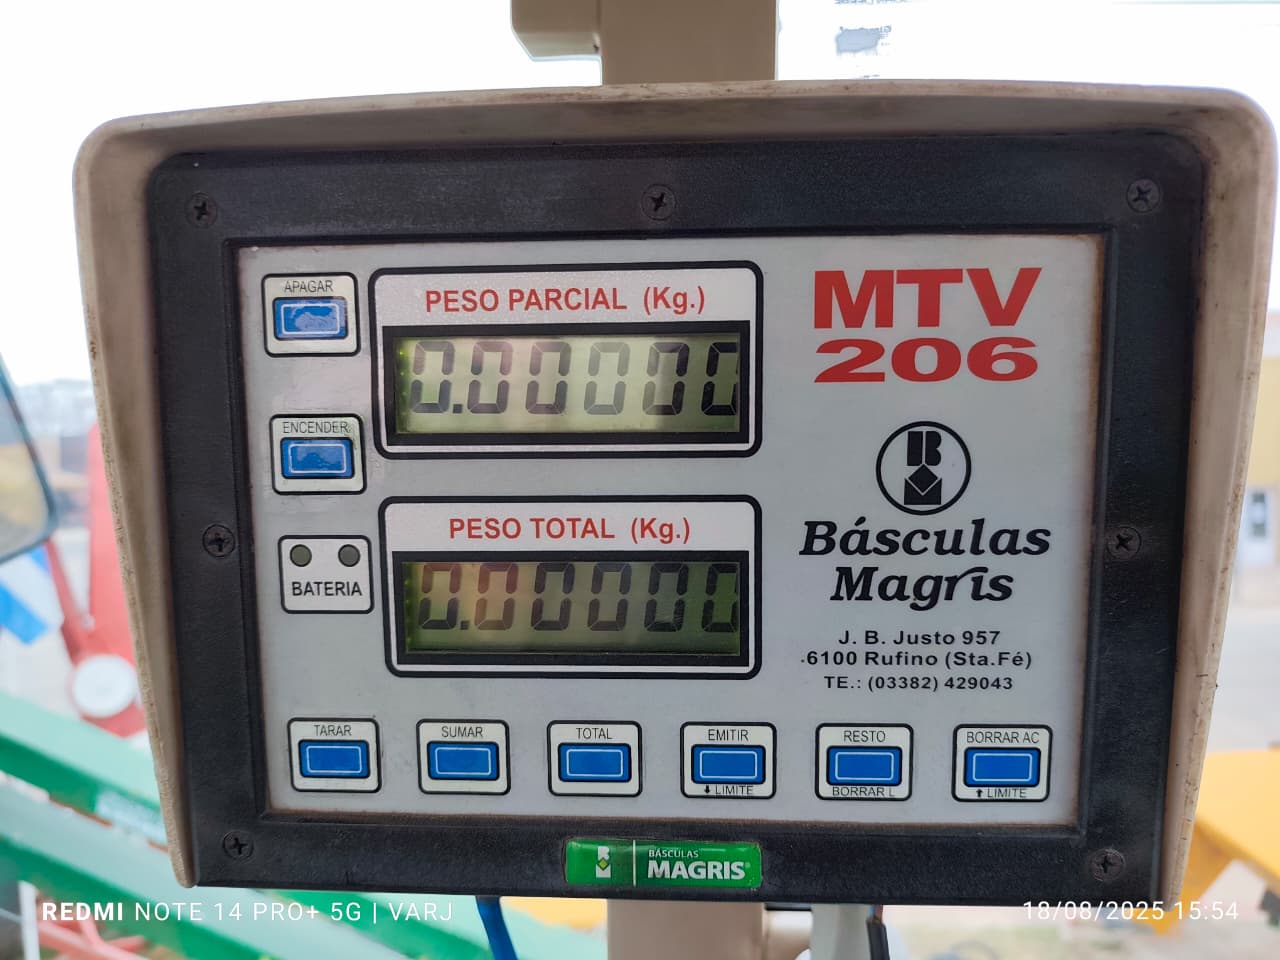 APAGAR
PESO PARCIAL (Kg.)
0.00000
MTV
206
ENCENDER
PESO TOTAL (Kg.)
0.00000
BATERIA
Básculas
Magris
J. B. Justo 957
6100 Rufino (Sta.Fé)
TE.: (03382) 429043
TARAR
SUMAR
TOTAL
EMITIR
⬇ LIMITE
RESTO
BORRAR L
BORRAR AC
⬆ LIMITE
BÁSCULAS
MAGRIS
REDMI NOTE 14 PRO+ 5G | VARJ
18/08/2025 15:54